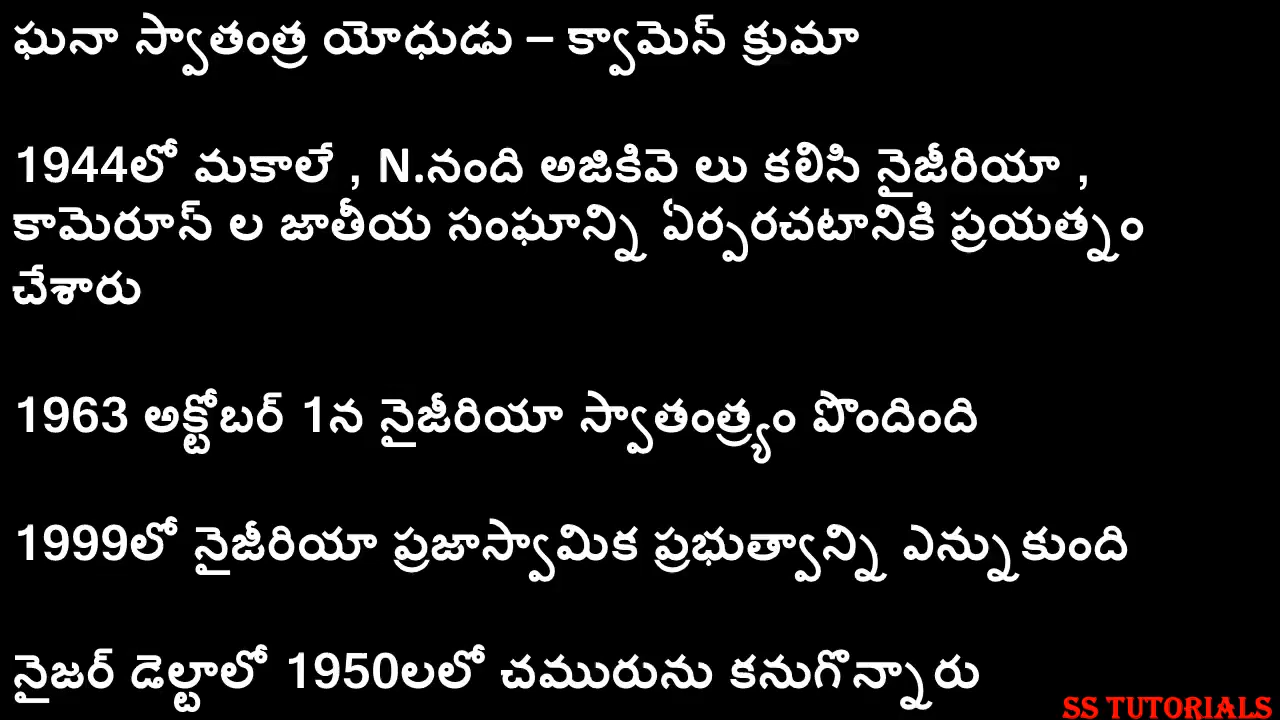 ఘనా స్వాతంత్ర యోధుడు – క్వామెస్ క్రుమా
1944లో మకాలే , N.నంది అజికివె లు కలిసి నైజీరియా ,
కామెరూస్ ల జాతీయ సంఘాన్ని ఏర్పరచటానికి ప్రయత్నం
చేశారు
1963 అక్టోబర్ 1న నైజీరియా స్వాతంత్ర్యం పొందింది
1999లో నైజీరియా ప్రజాస్వామిక ప్రభుత్వాన్ని ఎన్నుకుంది
నైజర్ డెల్టాలో 1950లలో చమురును కనుగొన్నారు
SS TUTORIALS